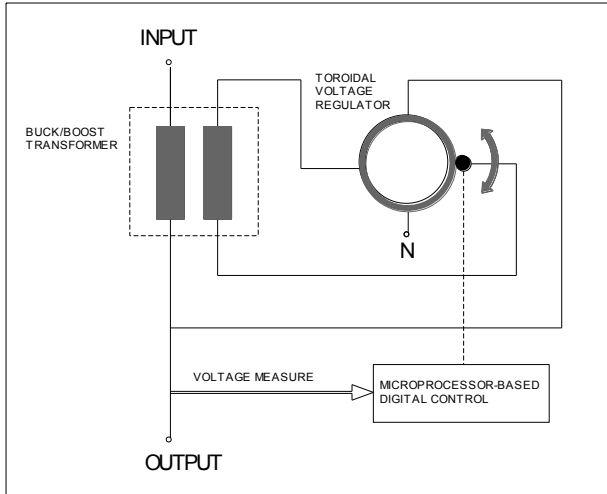 INPUT
TOROIDAL
VOLTAGE
REGULATOR
BUCK/BOOST
TRANSFORMER
N
VOLTAGE MEASURE
MICROPROCESSOR-BASED
DIGITAL CONTROL
OUTPUT